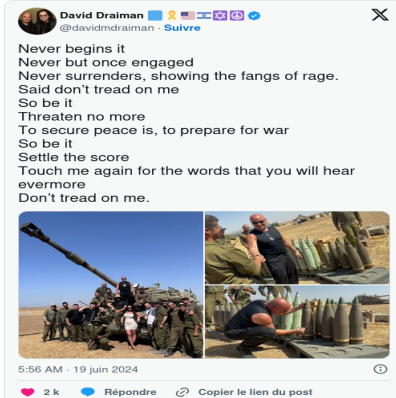 David Draiman
@davidmdraiman · Suivre
Never begins it
Never but once engaged
Never surrenders, showing the fangs of rage.
Said don't tread on me
So be it
Threaten no more
To secure peace is, to prepare for war
So be it
Settle the score
Touch me again for the words that you will hear
evermore
Don't tread on me.
5:56 AM · 19 juin 2024
2 k Répondre Copier le lien du post